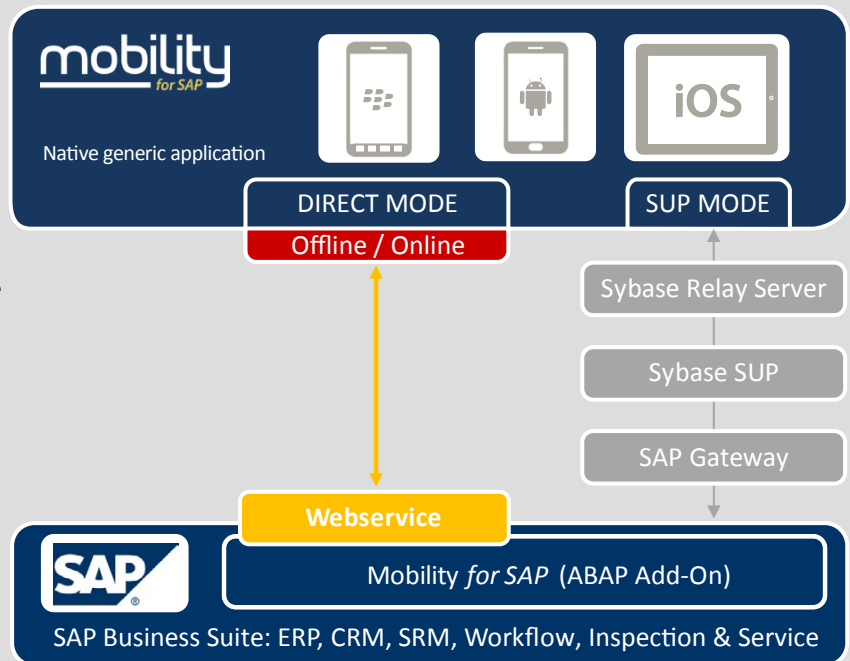 mobility
for SAP
iOS
Native generic application
DIRECT MODE
SUP MODE
Offline / Online
Sybase Relay Server
Sybase SUP
SAP Gateway
Webservice
SAP
®
Mobility for SAP (ABAP Add-On)
SAP Business Suite: ERP, CRM, SRM, Workflow, Inspection & Service